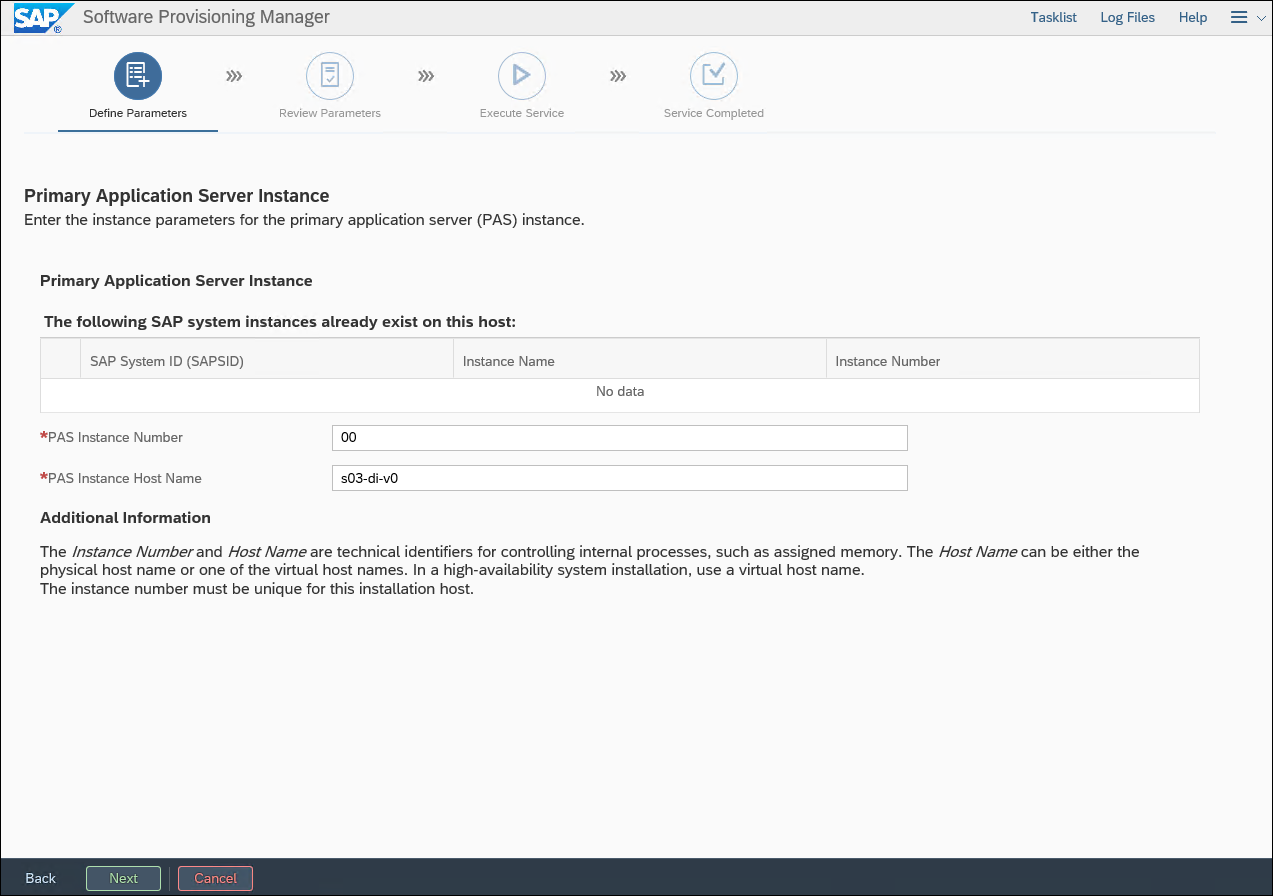 SAP ® Software Provisioning Manager Tasklist Log Files Help
Define Parameters Review Parameters Execute Service Service Completed
Primary Application Server Instance
Enter the instance parameters for the primary application server (PAS) instance.
Primary Application Server Instance
The following SAP system instances already exist on this host:
SAP System ID (SAPSID) Instance Name Instance Number
No data
*PAS Instance Number 00
*PAS Instance Host Name s03-di-v0
Additional Information
The Instance Number and Host Name are technical identifiers for controlling internal processes, such as assigned memory. The Host Name can be either the
physical host name or one of the virtual host names. In a high-availability system installation, use a virtual host name.
The instance number must be unique for this installation host.
Back Next Cancel